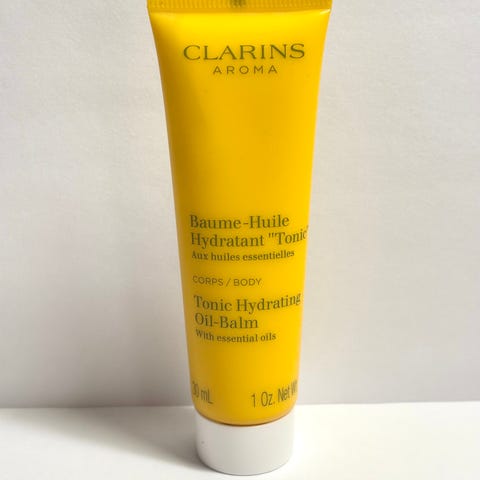 CLARINS
AROMA
Baume-Huile
Hydratant "Tonic"
Aux huiles essentielles
CORPS / BODY
Tonic Hydrating
Oil-Balm
With essential oils
30 mL 1 Oz. Net W